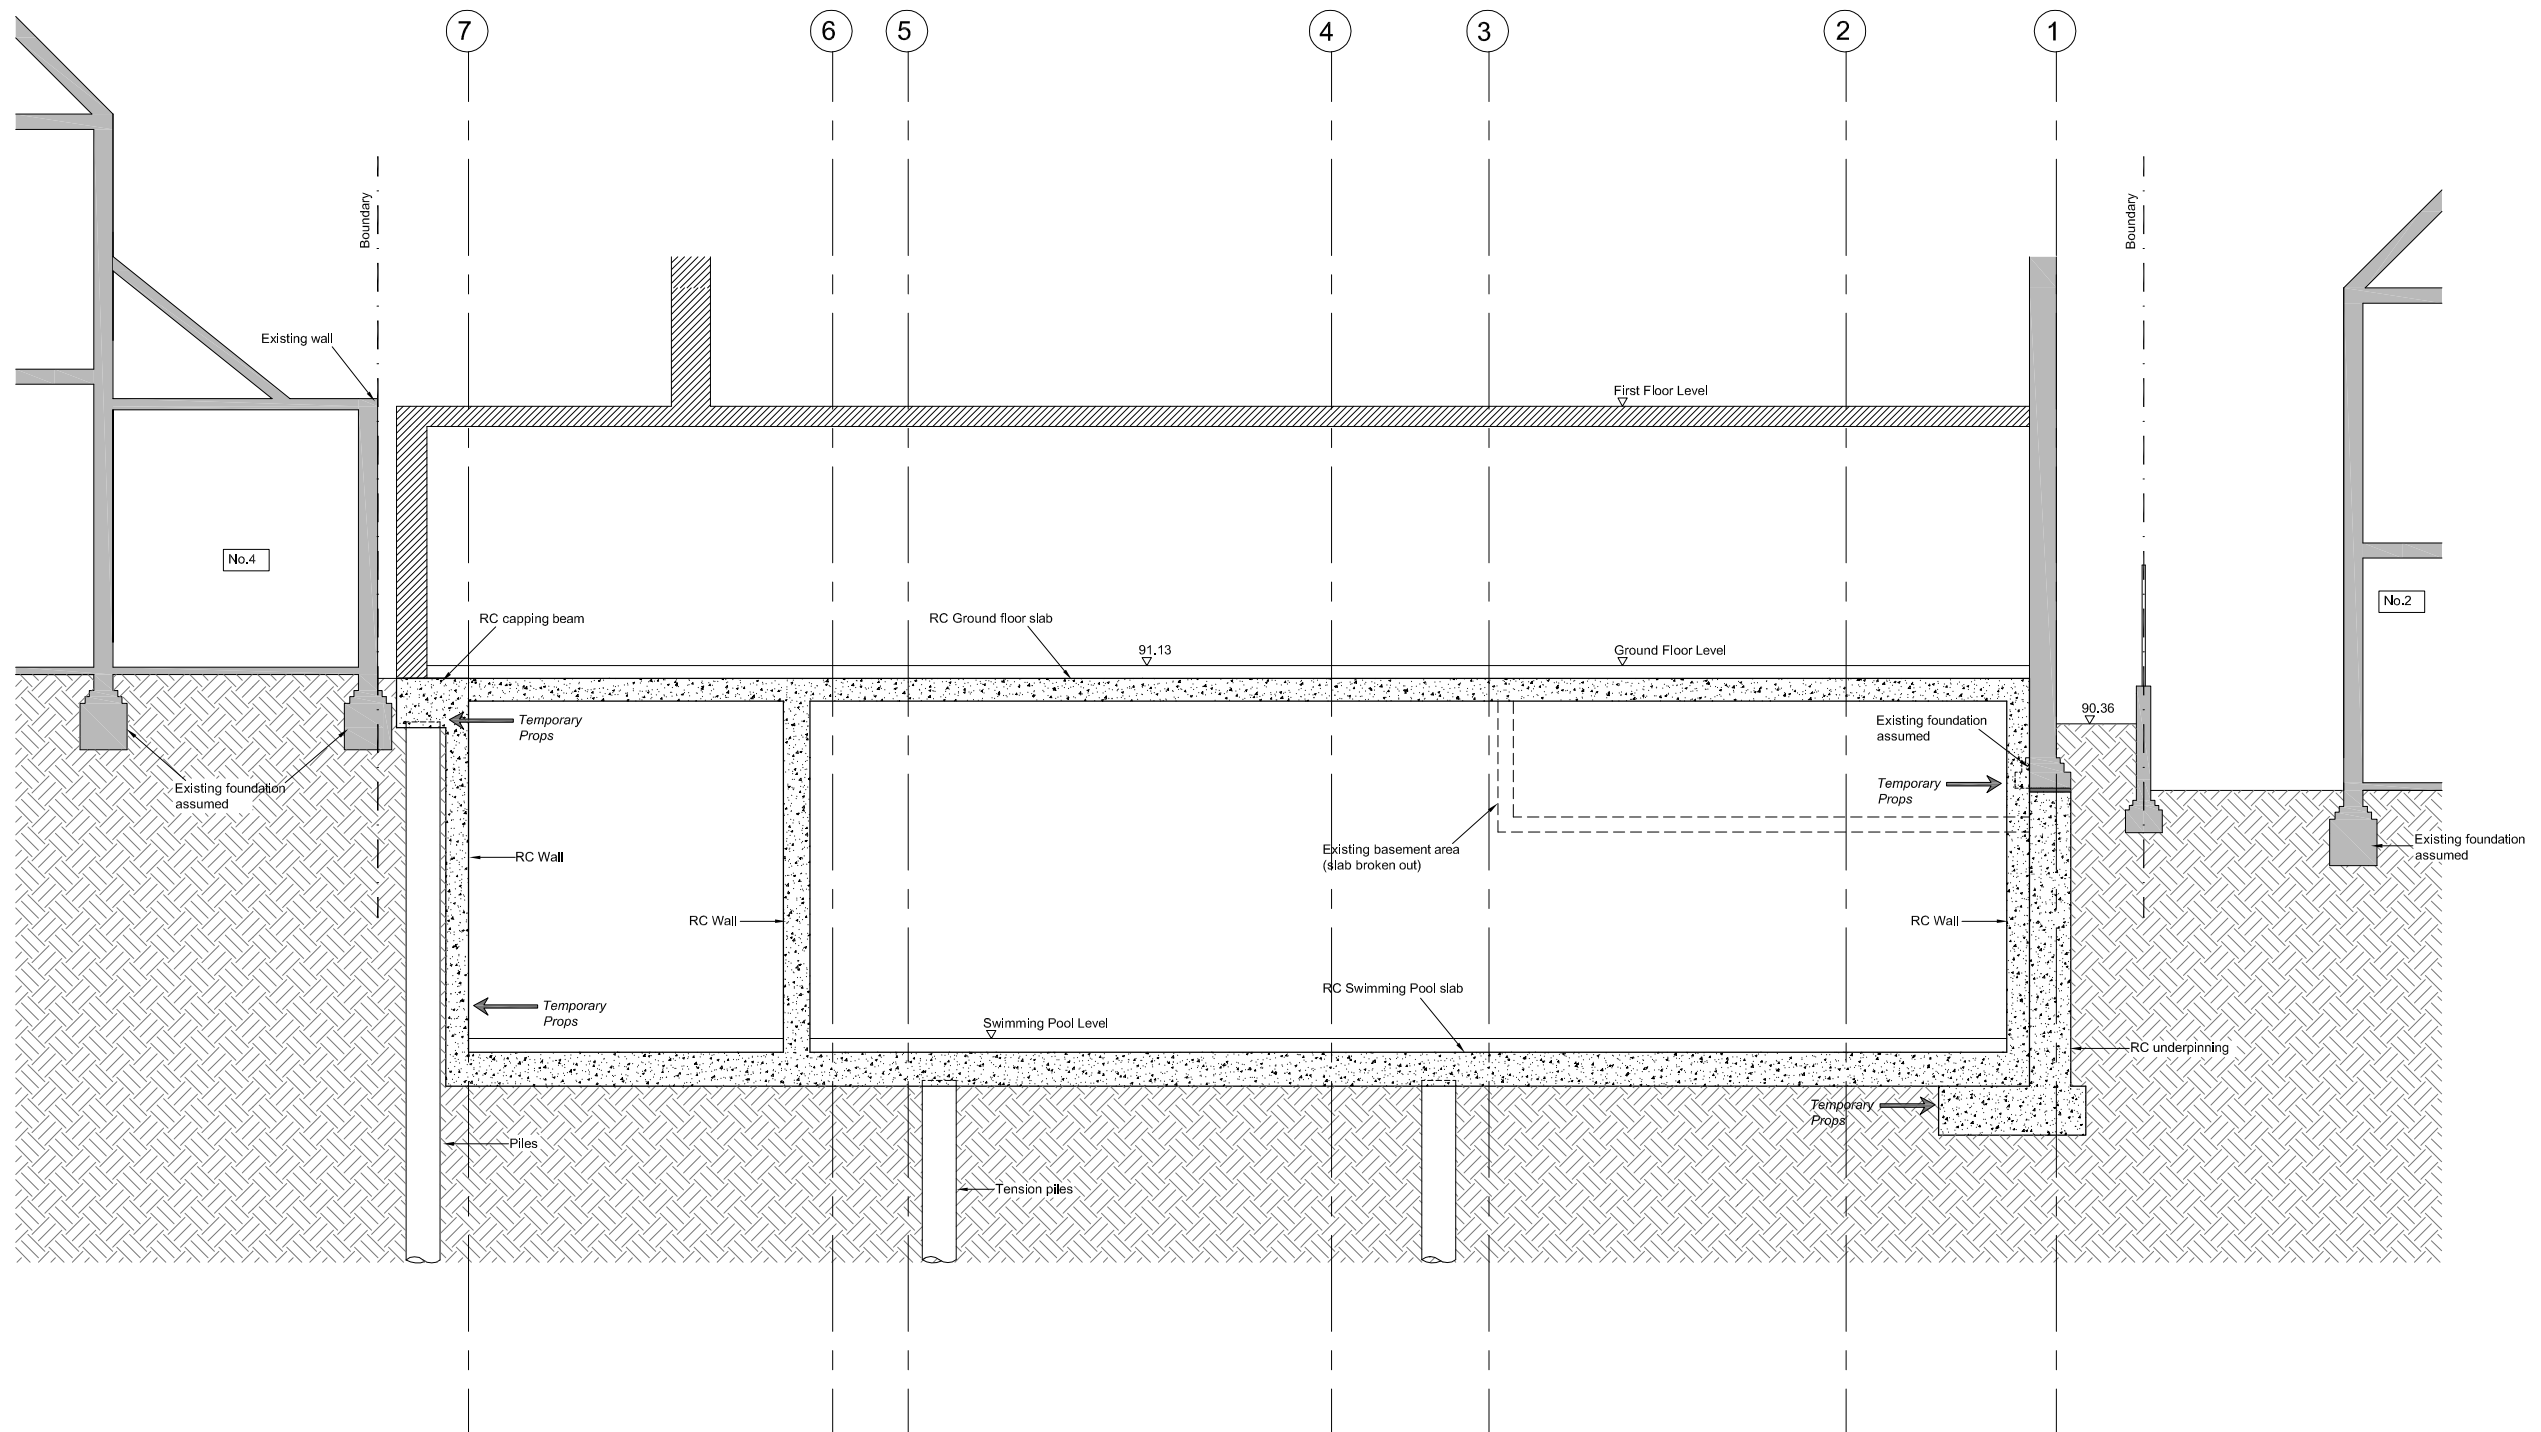 7
6
5
4
3
2
1
Boundary
Boundary
Existing wall
First Floor Level
No.4
No.2
RC capping beam
RC Ground floor slab
91.13
Ground Floor Level
Temporary
Props
90.36
Existing foundation
assumed
Temporary
Props
Existing foundation
assumed
Existing basement area
(slab broken out)
Existing foundation
assumed
RC Wall
RC Wall
RC Wall
RC Swimming Pool slab
Temporary
Props
Swimming Pool Level
RC underpinning
Temporary
Props
Piles
Tension piles